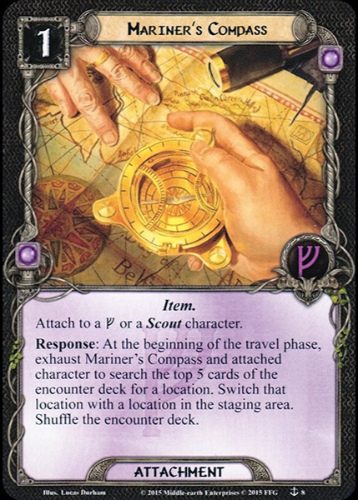 1
MARINER'S COMPASS
Item.
Attach to a ᚠ or a Scout character.
Response: At the beginning of the travel phase,
exhaust Mariner's Compass and attached
character to search the top 5 cards of the
encounter deck for a location. Switch that
location with a location in the staging area.
Shuffle the encounter deck.
ATTACHMENT
Illus. Lucas Durham
© 2015 Middle-earth Enterprises © 2015 FFG
8